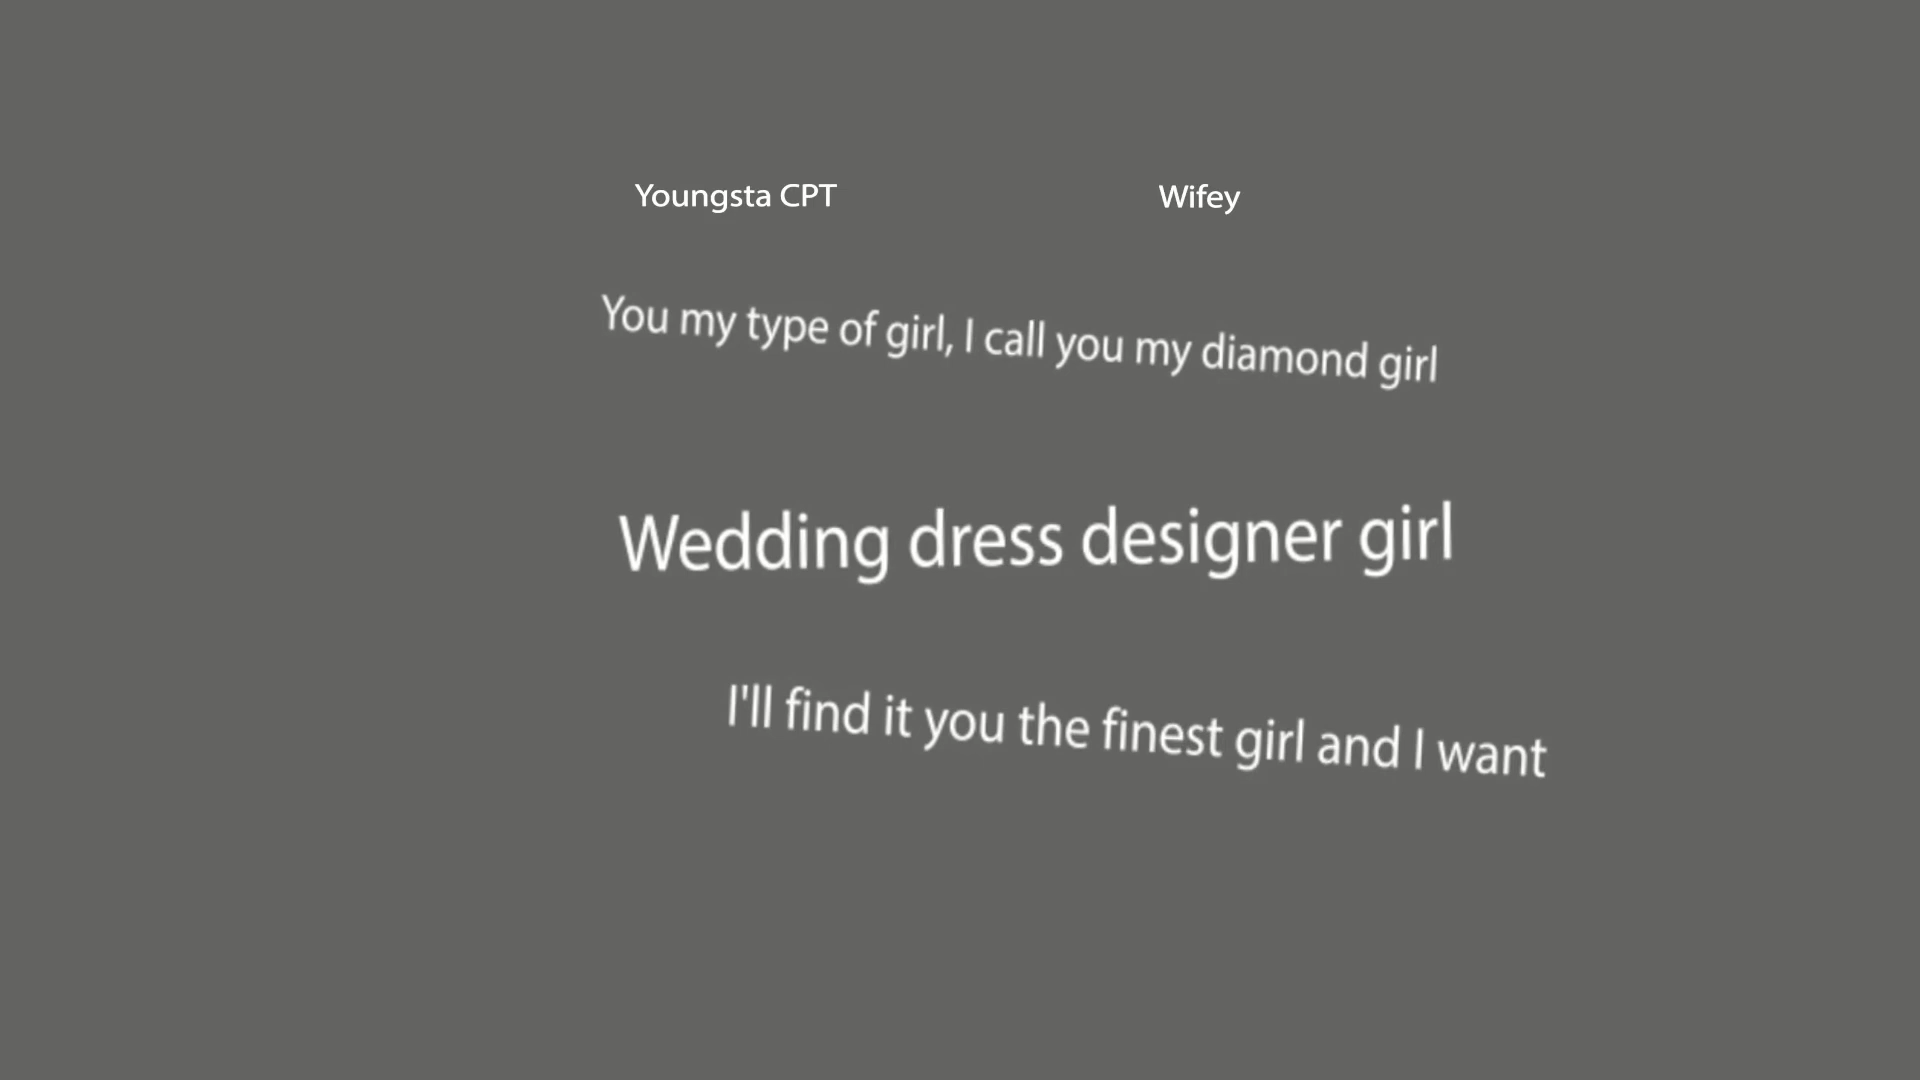 Youngsta CPT Wifey
You my type of girl, I call you my diamond girl
Wedding dress designer girl
I'll find it you the finest girl and I want